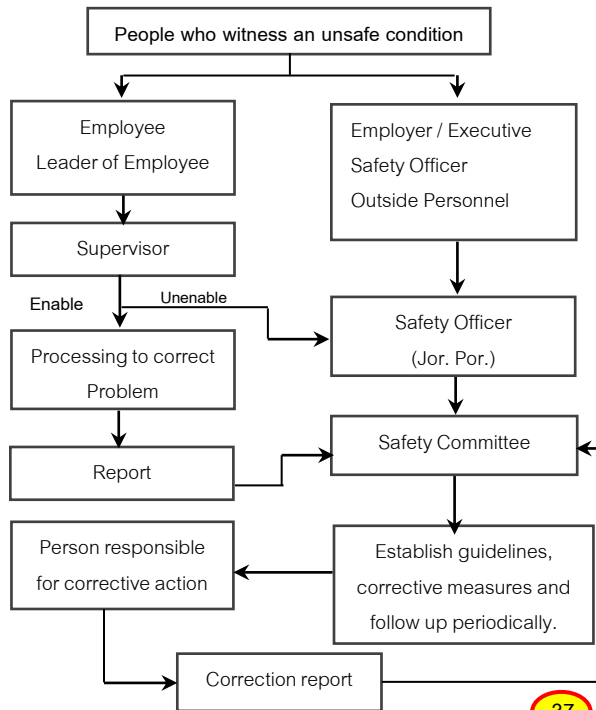 People who witness an unsafe condition
Employee
Leader of Employee
Employer / Executive
Safety Officer
Outside Personnel
Supervisor
Enable
Unenable
Safety Officer
(Jor. Por.)
Processing to correct
Problem
Safety Committee
Report
Person responsible
for corrective action
Establish guidelines,
corrective measures and
follow up periodically.
Correction report